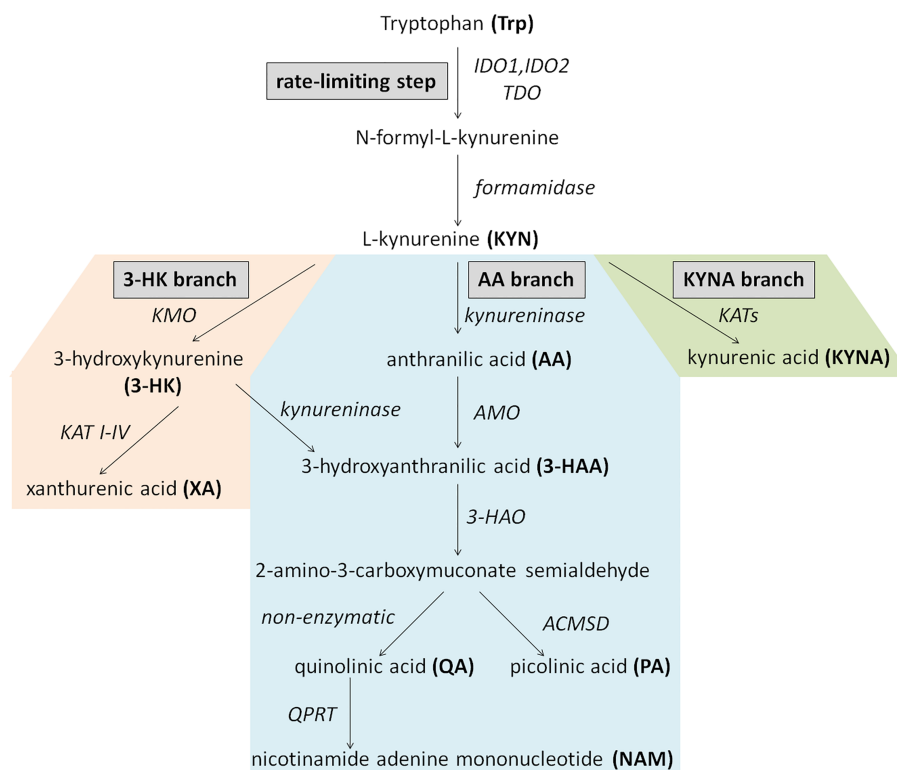 Tryptophan (Trp)
rate-limiting step
IDO1,IDO2
TDO
N-formyl-L-kynurenine
formamidase
L-kynurenine (KYN)
3-HK branch
AA branch
KYNA branch
KMO
kynureninase
KATs
3-hydroxykynurenine
(3-HK)
anthranilic acid (AA)
kynurenic acid (KYNA)
KAT I-IV
kynureninase
AMO
xanthurenic acid (XA)
3-hydroxyanthranilic acid (3-HAA)
3-HAO
2-amino-3-carboxymuconate semialdehyde
non-enzymatic
ACMSD
quinolinic acid (QA)
picolinic acid (PA)
QPRT
nicotinamide adenine mononucleotide (NAM)